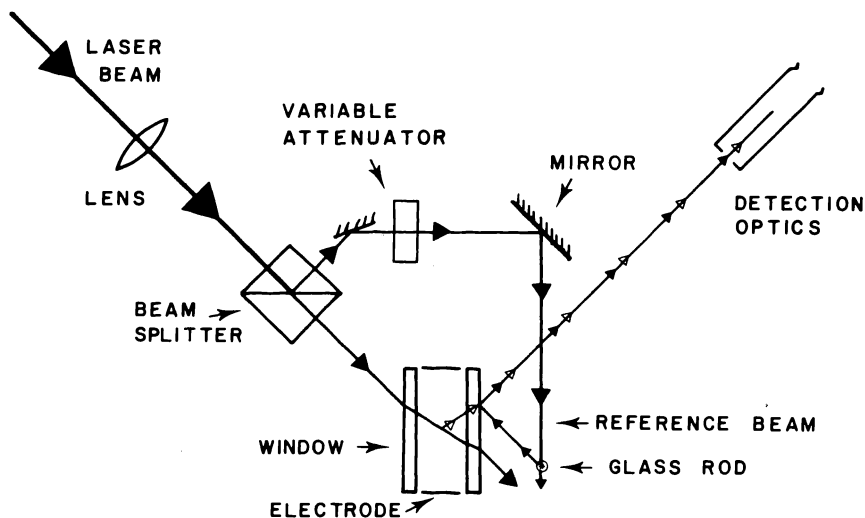 LASER
BEAM
VARIABLE
ATTENUATOR
MIRROR
LENS
DETECTION
OPTICS
BEAM
SPLITTER
REFERENCE BEAM
WINDOW
GLASS ROD
ELECTRODE